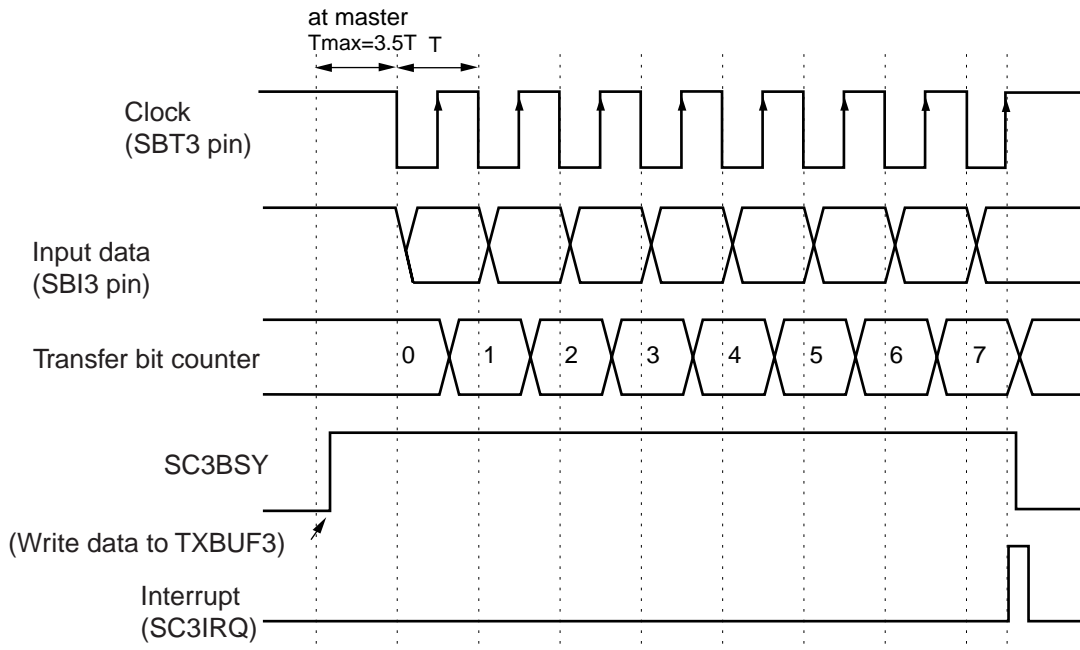 at master
Tmax=3.5T T
Clock
(SBT3 pin)
Input data
(SBI3 pin)
Transfer bit counter
0 1 2 3 4 5 6 7
SC3BSY
(Write data to TXBUF3)
Interrupt
(SC3IRQ)